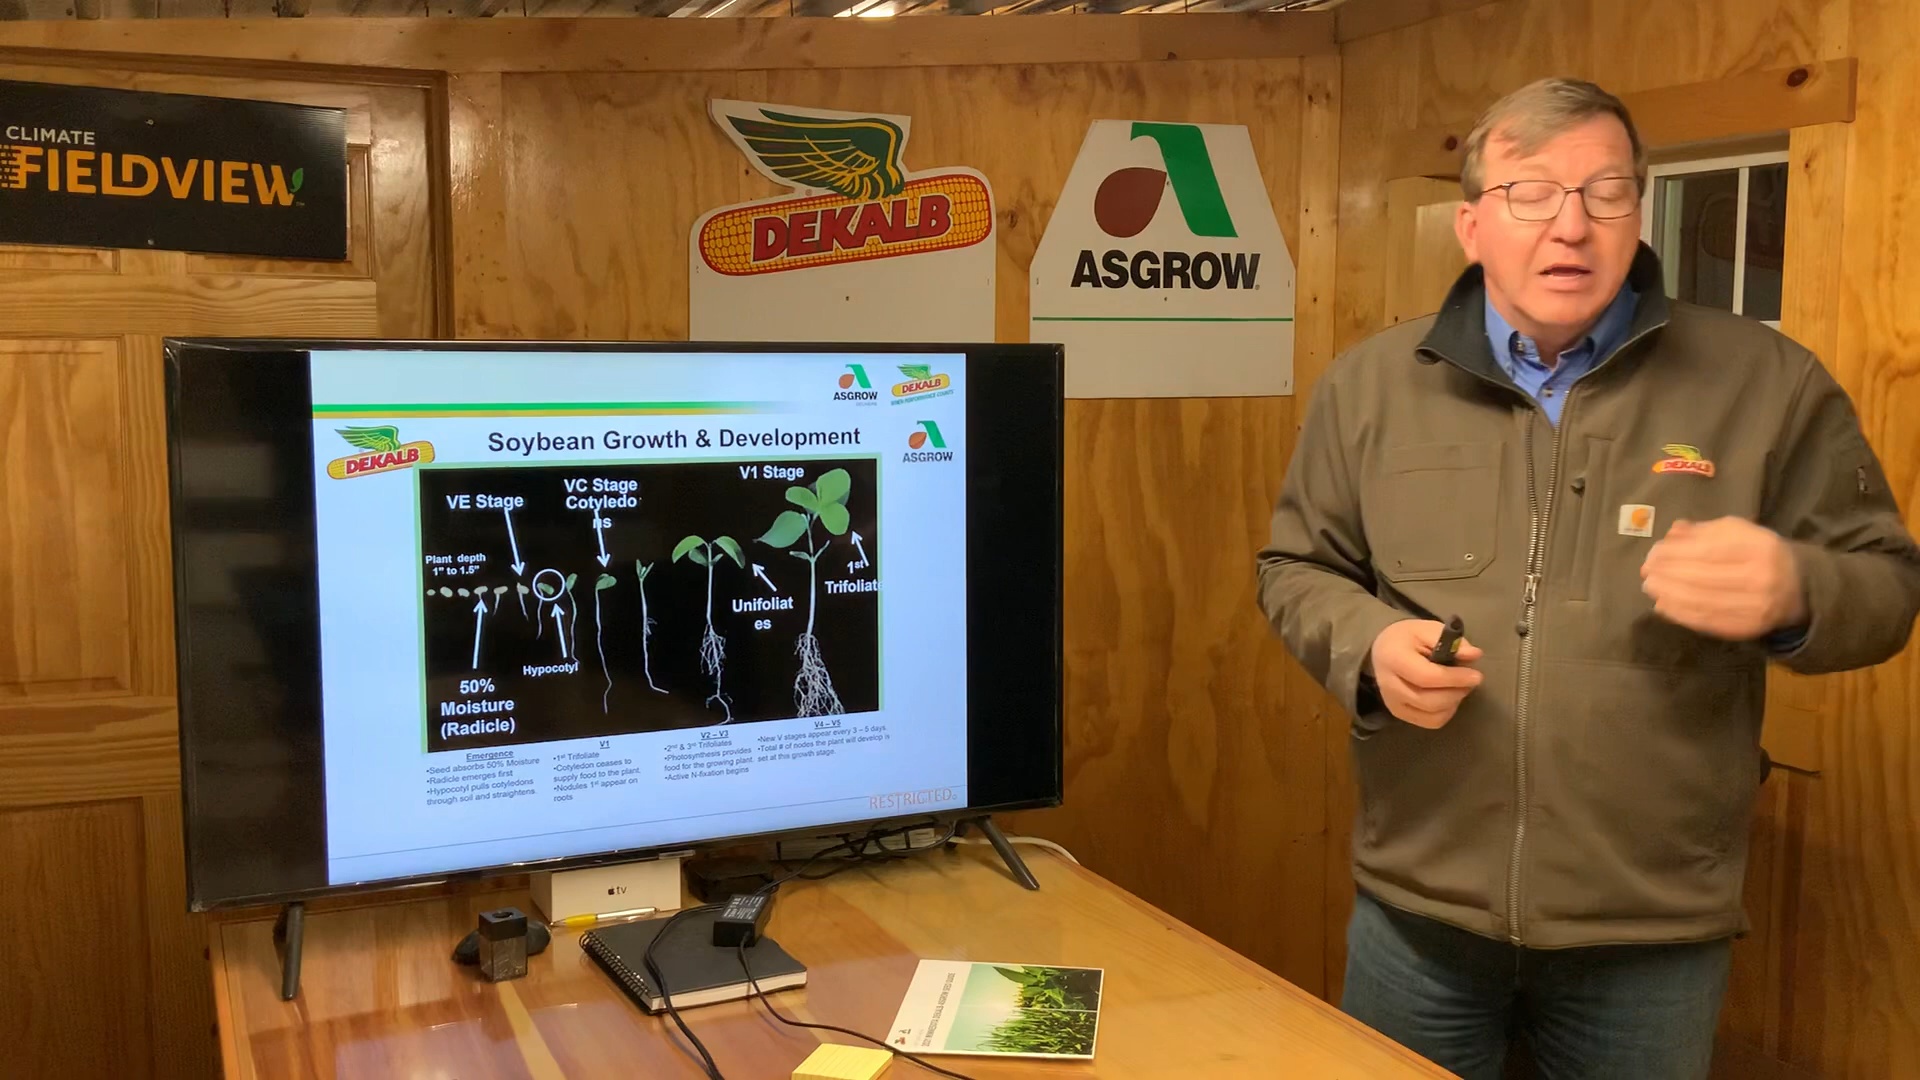 CLIMATE
FIELDVIEW
DEKALB
ASGROW
ASGROW
DEKALB
DEKALB
Soybean Growth & Development
ASGROW
VE Stage
VC Stage
Cotyledo
ns
V1 Stage
Plant depth
1" to 1.5"
1st
Trifoliate
Unifoliat
es
Hypocotyl
50%
Moisture
(Radicle)
Emergence
•Seed absorbs 50% Moisture
•Radicle emerges first
•Hypocotyl pulls cotyledons
through soil and straightens.
V1
•1st Trifoliate
•Cotyledon ceases to
supply food to the plant.
•Nodules 1st appear on
roots
V2 – V3
•2nd & 3rd Trifoliates
•Photosynthesis provides
food for the growing plant.
•Active N-fixation begins
V4 – V5
•New V stages appear every 3 – 5 days.
•Total # of nodes the plant will develop is
set at this growth stage.
RESTRICTED
DEKALB
tv